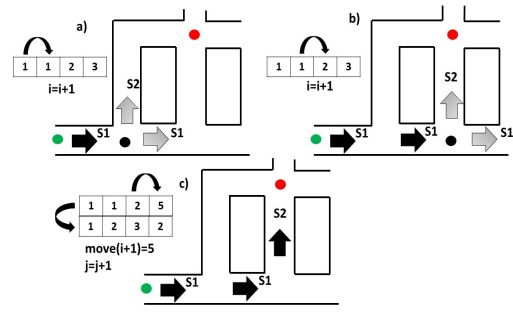 a)
1 1 2 3
i=i+1
S2
S1
S1
b)
1 1 2 3
i=i+1
S2
S1
S1
S1
c)
1 1 2 5
1 2 3 2
move(i+1)=5
j=j+1
S2
S1
S1